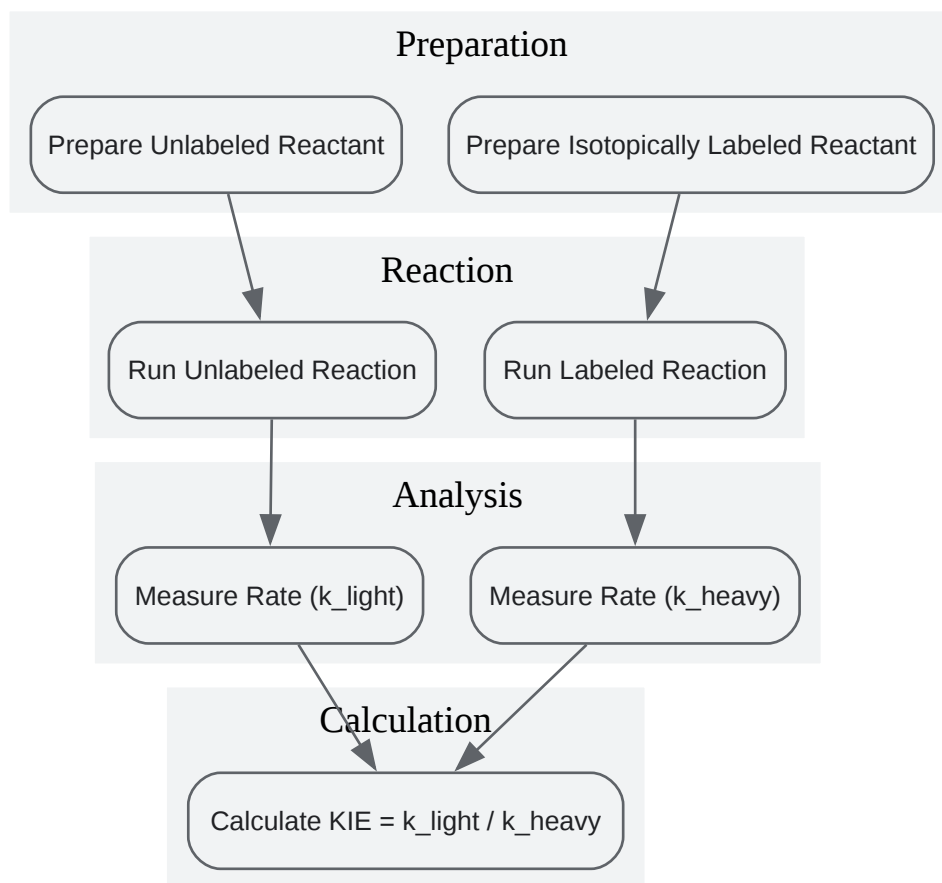 Preparation
Prepare Unlabeled Reactant
Prepare Isotopically Labeled Reactant
Reaction
Run Unlabeled Reaction
Run Labeled Reaction
Analysis
Measure Rate (k_light)
Measure Rate (k_heavy)
Calculation
Calculate KIE = k_light / k_heavy